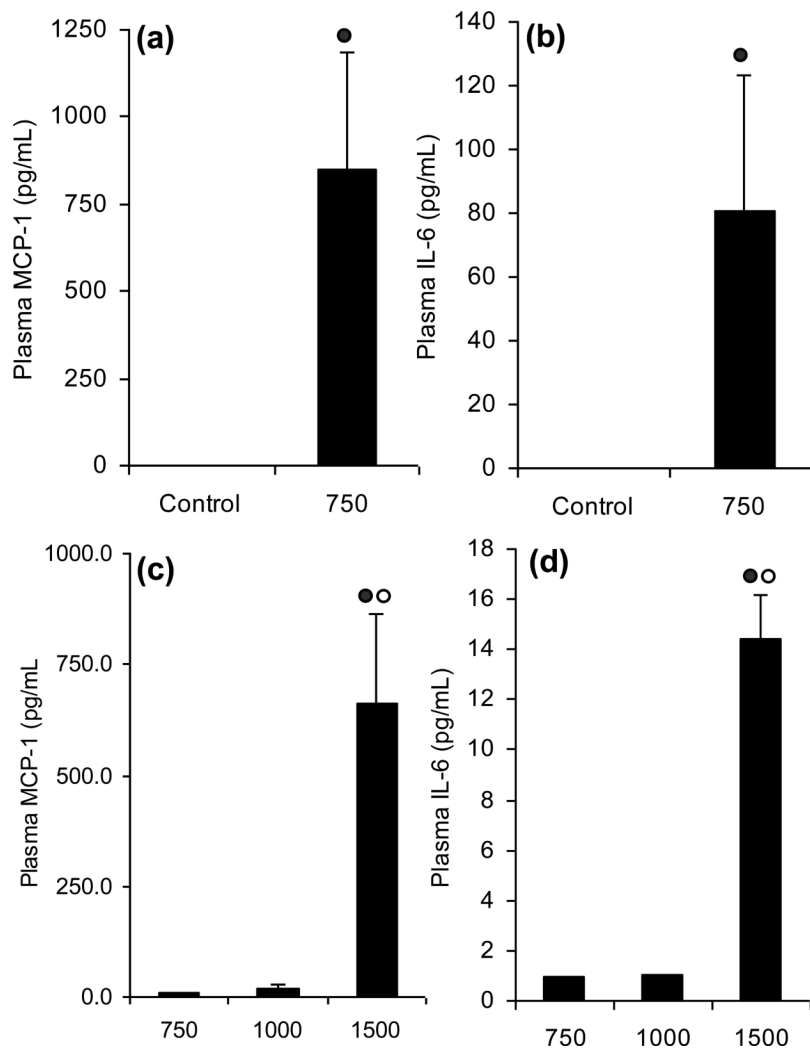 (a)
Plasma MCP-1 (pg/mL)
1250
1000
750
500
250
0
Control 750
(b)
Plasma IL-6 (pg/mL)
140
120
100
80
60
40
20
0
Control 750
(c)
Plasma MCP-1 (pg/mL
1000.0
750.0
500.0
250.0
0.0
750 1000 1500
(d)
Plasma IL-6 (pg/mL)
18
16
14
12
10
8
6
4
2
0
750 1000 1500